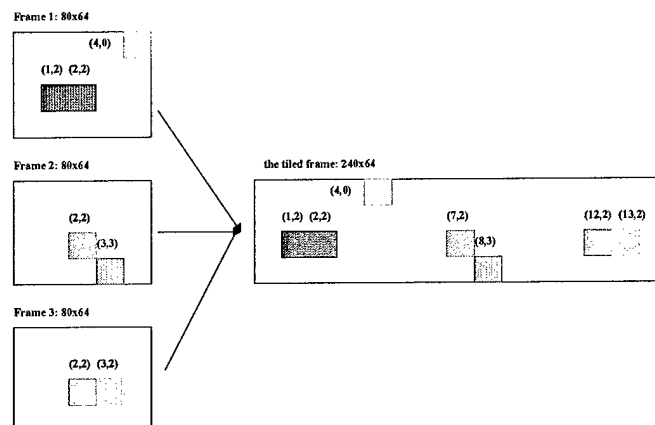 Frame 1: 80x64
(4,0)
(1,2) (2,2)
Frame 2: 80x64
(2,2)
(3,3)
Frame 3: 80x64
(2,2) (3,2)
the tiled frame: 240x64
(4,0)
(1,2) (2,2)
(7,2)
(8,3)
(12,2) (13,2)